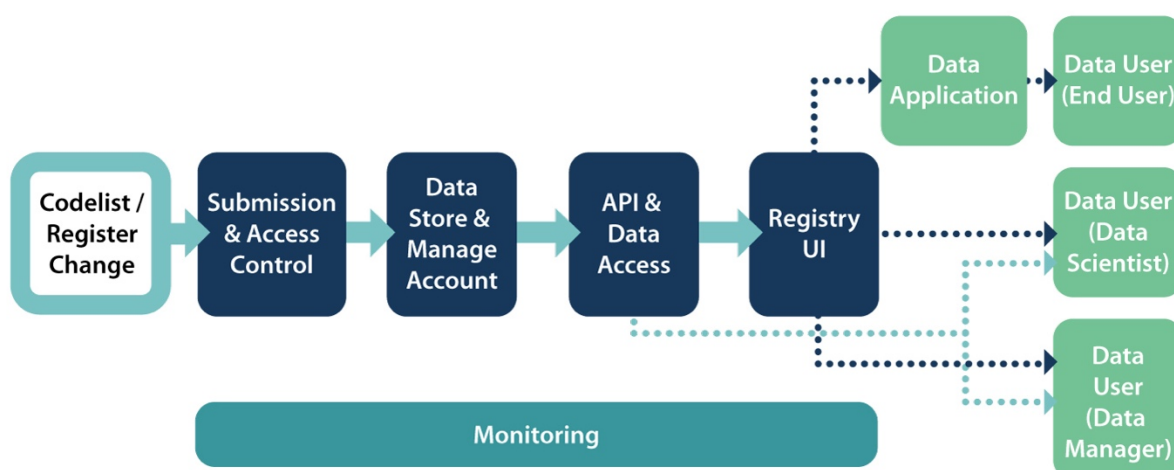 Codelist /
Register
Change
Submission
& Access
Control
Data
Store &
Manage
Account
API &
Data
Access
Registry
UI
Data
Application
Data User
(End User)
Data User
(Data
Scientist)
Data
User
(Data
Manager)
Monitoring